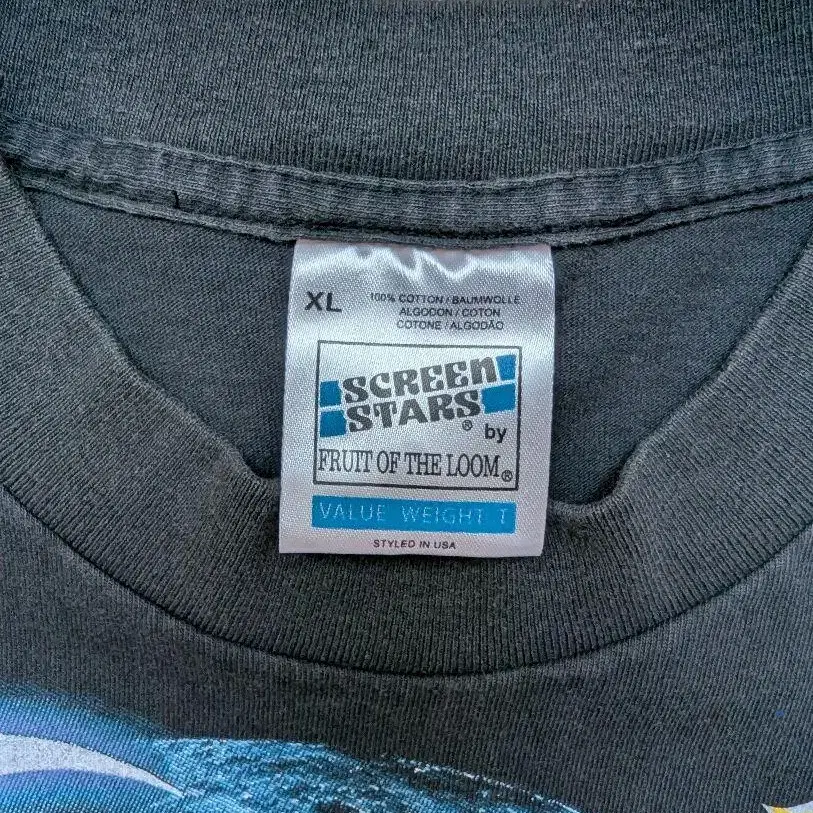 XL
100% COTTON / BAUMWOLLE
ALGODON / COTON
COTONE / ALGODÃO
SCREEN
STARS®
by
FRUIT OF THE LOOM®
VALUE WEIGHT T
STYLED IN USA